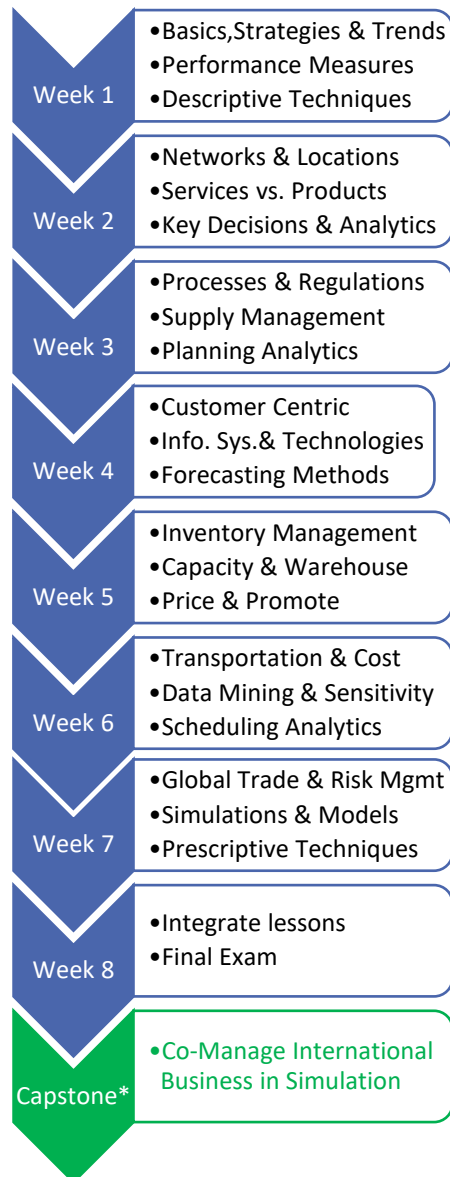 Week 1
•Basics,Strategies & Trends
•Performance Measures
•Descriptive Techniques
Week 2
•Networks & Locations
•Services vs. Products
•Key Decisions & Analytics
Week 3
•Processes & Regulations
•Supply Management
•Planning Analytics
Week 4
•Customer Centric
•Info. Sys.& Technologies
•Forecasting Methods
Week 5
•Inventory Management
•Capacity & Warehouse
•Price & Promote
Week 6
•Transportation & Cost
•Data Mining & Sensitivity
•Scheduling Analytics
Week 7
•Global Trade & Risk Mgmt
•Simulations & Models
•Prescriptive Techniques
Week 8
•Integrate lessons
•Final Exam
Capstone*
•Co-Manage International
Business in Simulation